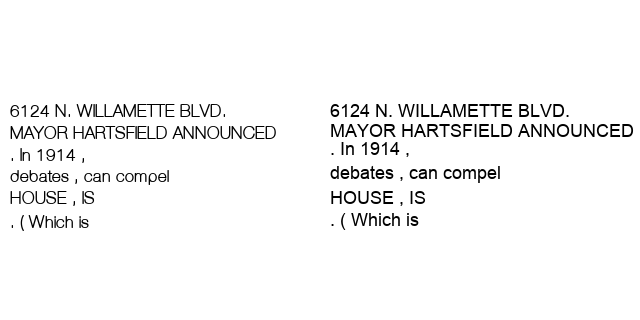 6124 N. WILLAMETTE BLVD.
MAYOR HARTSFIELD ANNOUNCED
. In 1914 ,
debates , can compel
HOUSE , IS
. ( Which is
6124 N. WILLAMETTE BLVD.
MAYOR HARTSFIELD ANNOUNCED
. In 1914 ,
debates , can compel
HOUSE , IS
. ( Which is